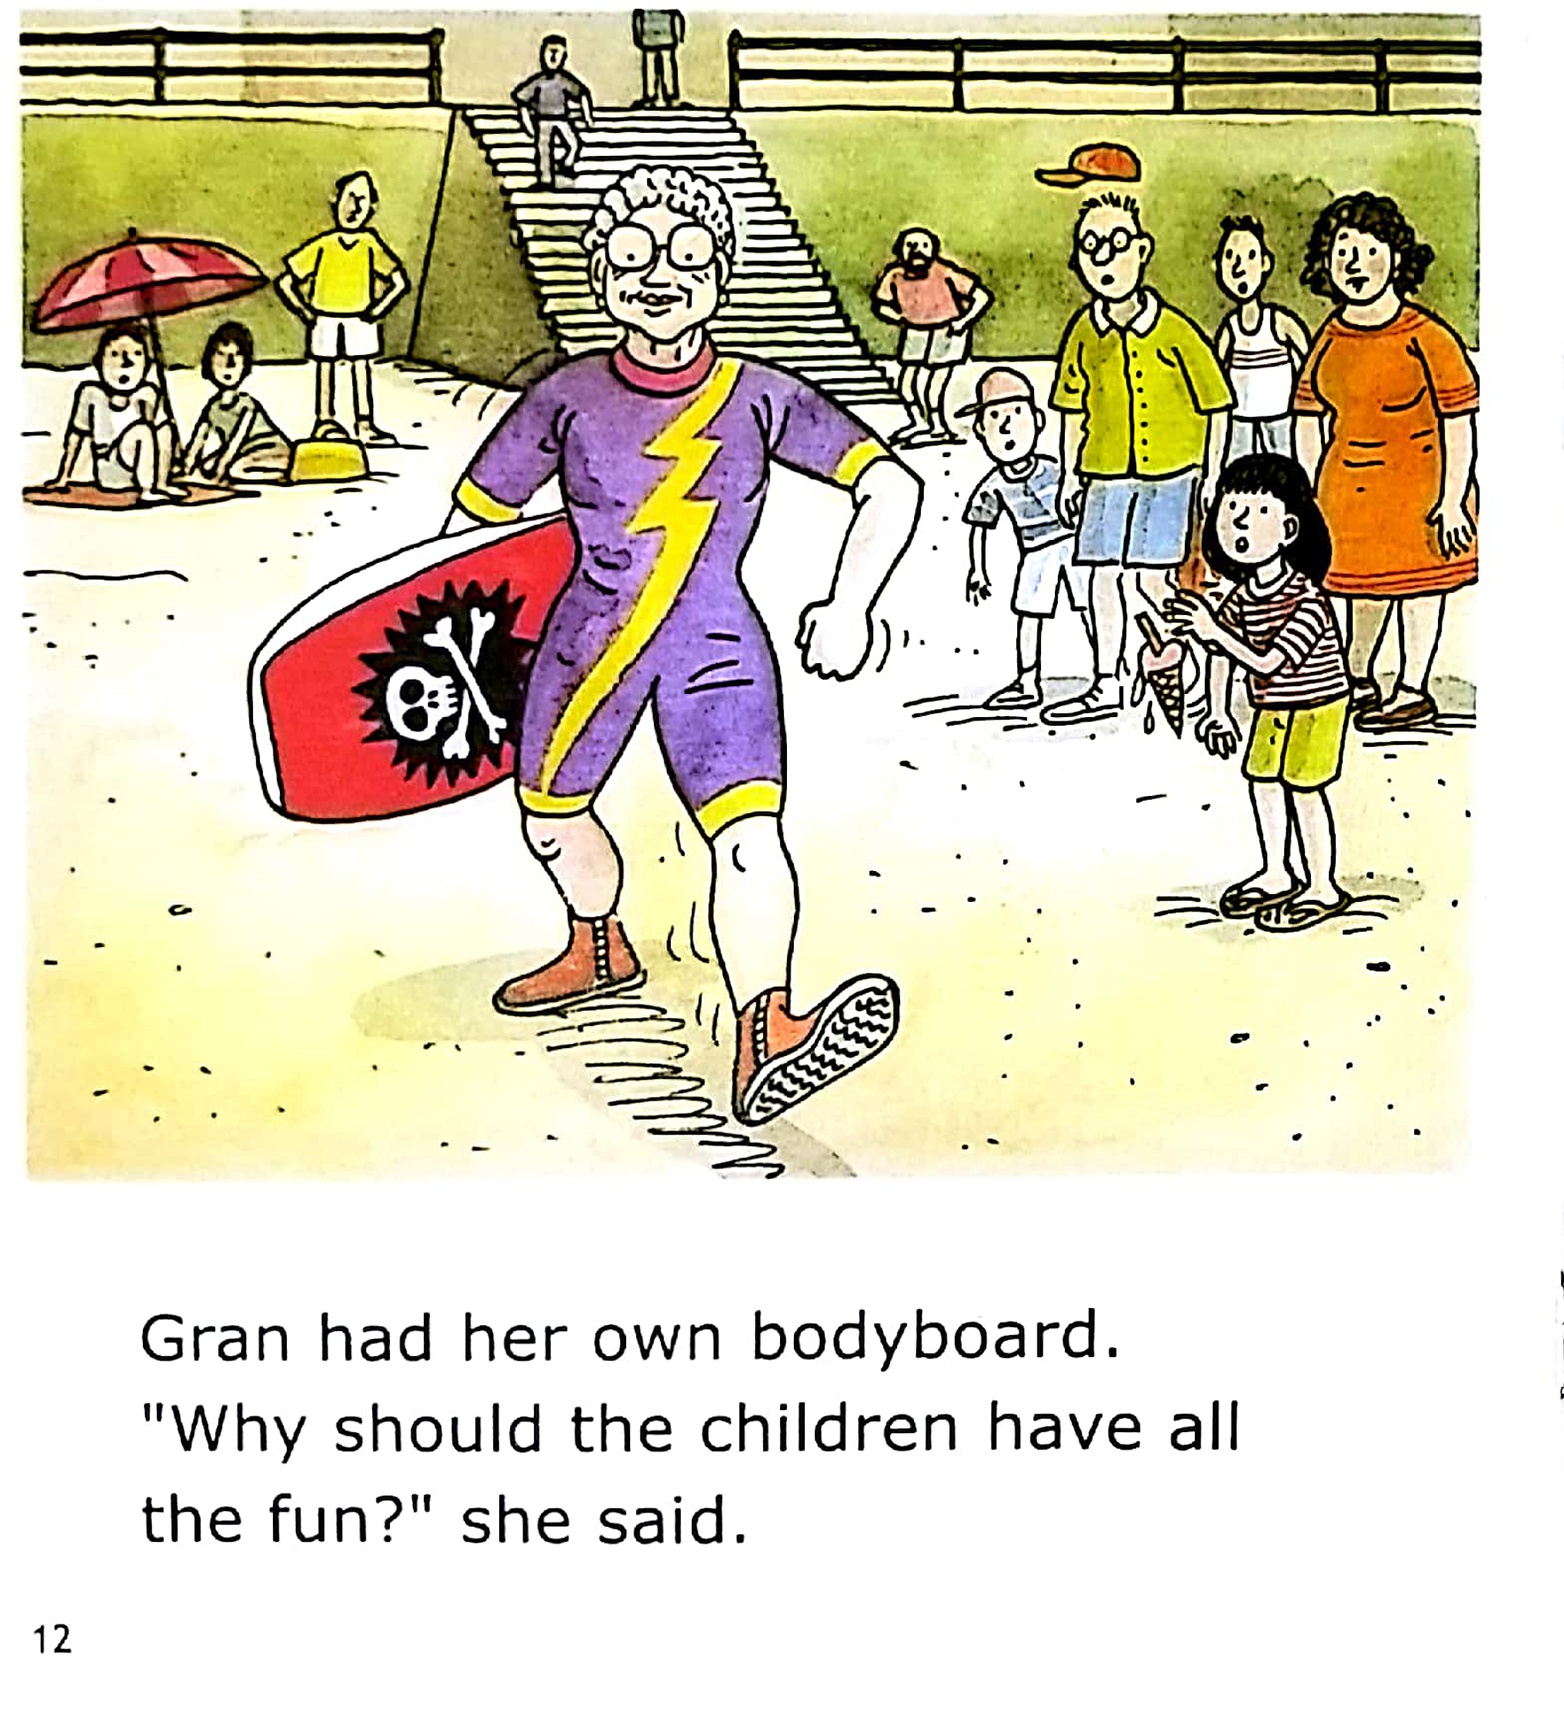 Gran had her own bodyboard.
"Why should the children have all
the fun?" she said.
12